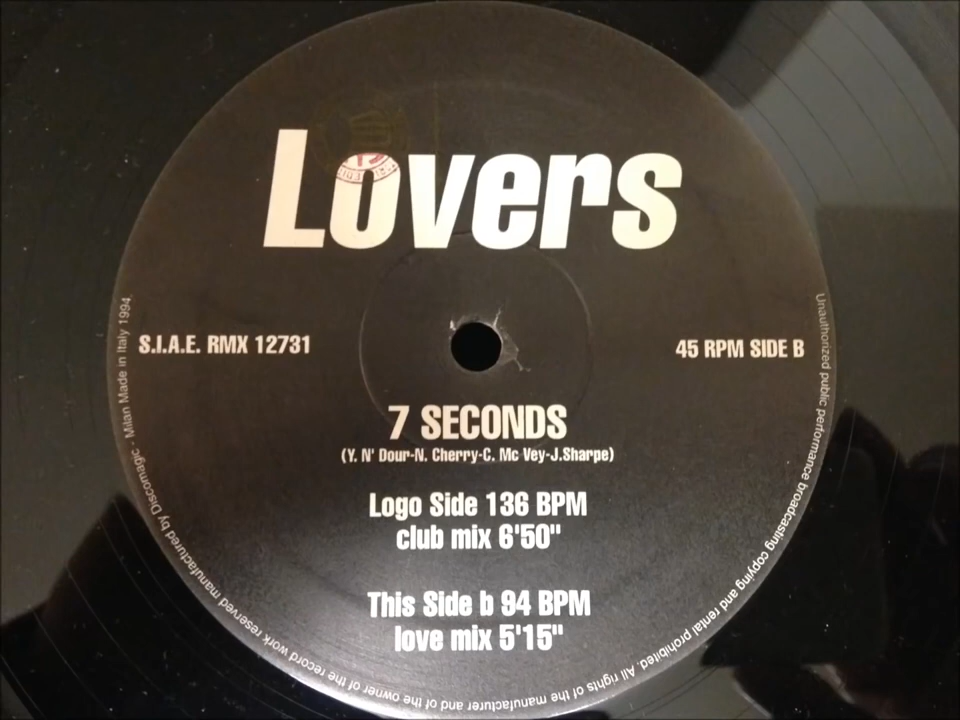 Lovers
S.I.A.E. RMX 12731
45 RPM SIDE B
7 SECONDS
(Y. N' Dour-N. Cherry-C. Mc Vey-J.Sharpe)
Logo Side 136 BPM
club mix 6'50"
This Side b 94 BPM
love mix 5'15"
Unauthorized public performance broadcasting copying and rental prohibited. All rights of the manufacturer and of the owner of the record work reserved manufactured by Discomagic - Milan Made in Italy 1994.